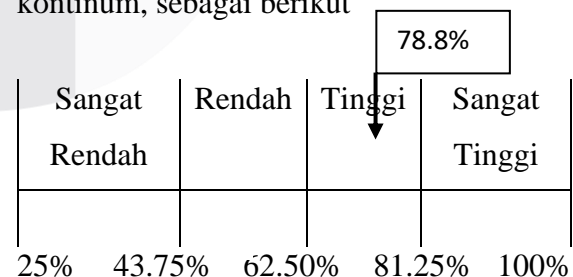 kontinum, sebagai berikut
78.8%
Sangat Rendah Tinggi Sangat
Rendah Tinggi
25% 43.75% 62.50% 81.25% 100%